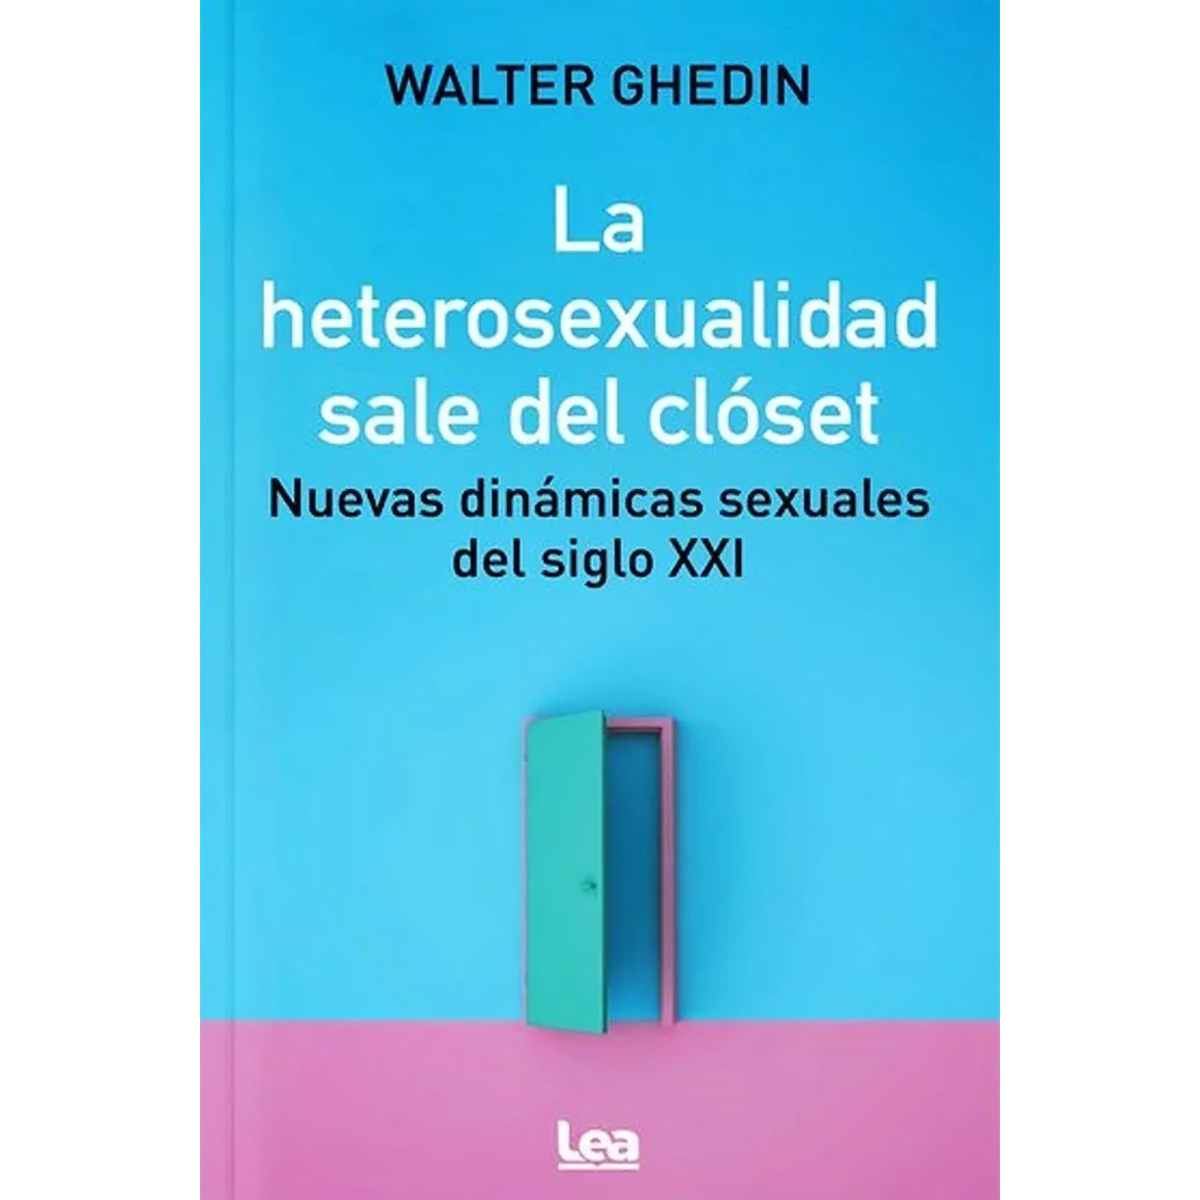 WALTER GHEDIN
La
heterosexualidad
sale del clóset
Nuevas dinámicas sexuales
del siglo XXI
Lea